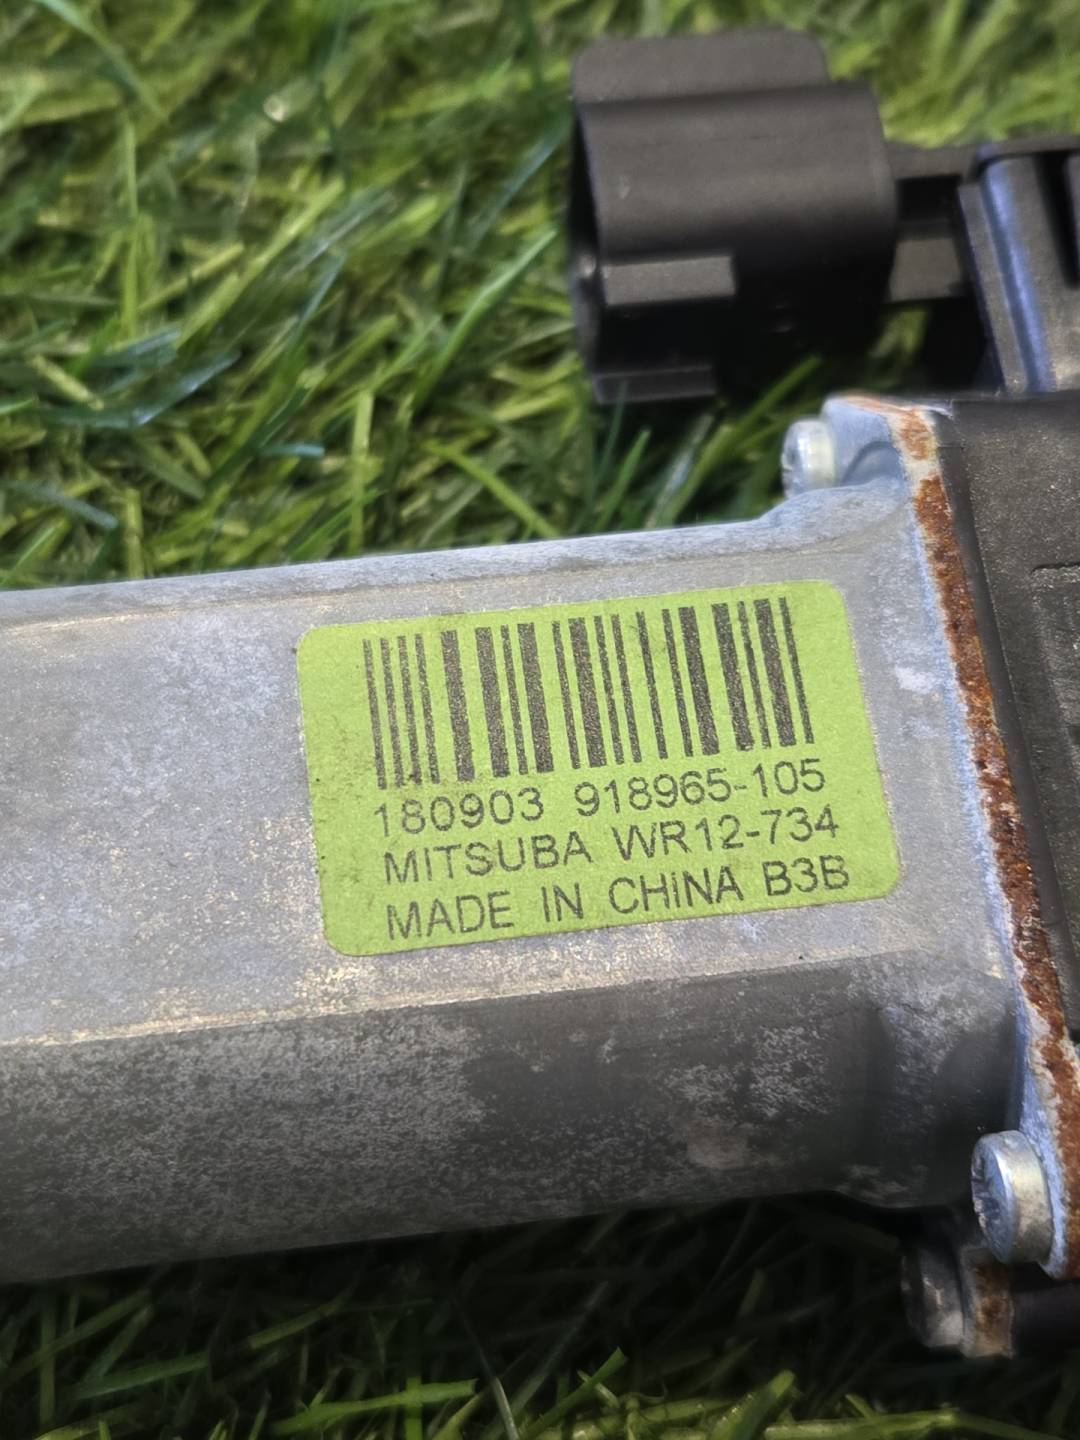 180903 918965-105
MITSUBA WR12-734
MADE IN CHINA B3B